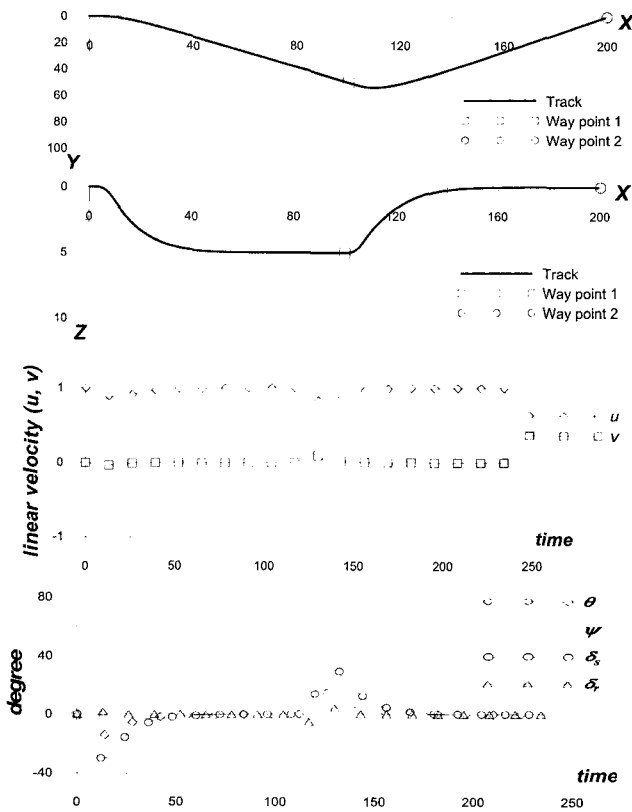 0
0 40 80 120 160 200 X
20
40
60
80
100
Y
Track
Way point 1
Way point 2
0
0 40 80 120 160 200 X
5
10
Z
Track
Way point 1
Way point 2
linear velocity (u, v)
1
0
-1
u
v
time
0 50 100 150 200 250
degree
80
40
0
-40
θ
ψ
δs
δr
time
0 50 100 150 200 250